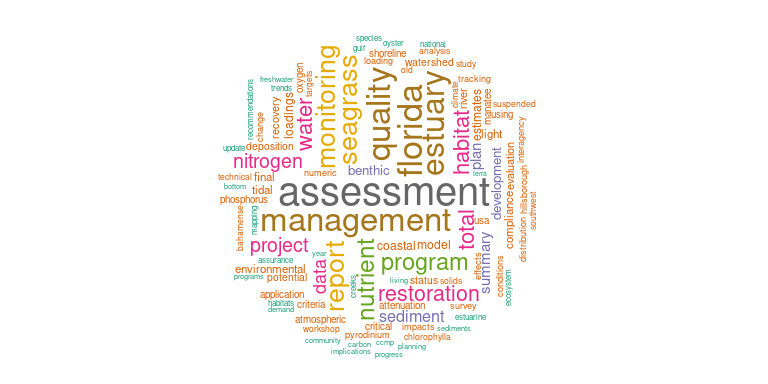 species
oyster
national
gulf
shoreline
analysis
loading
watershed
study
old
freshwater
trends
oxygen
targets
monitoring
seagrass
quality
florida
estuary
climate
river
tracking
estimates
manatee
suspended
using
recommendations
change
recovery
loadings
water
habitat
plan
light
interagency
update
deposition
nitrogen
technical
final
numeric
benthic
terra
development
evaluation
bottom
tidal
phosphorus
assessment
hillsborough
southwest
bahamense
mapping
management
total
usa
compliance
distribution
project
assurance
year
coastal
model
environmental
programs
potential
data
report
nutrient
program
effects
summary
conditions
ecosystem
creeks
living
status
solids
application
habitats
demand
criteria
restoration
attenuation
survey
atmospheric
workshop
critical
sediment
estuarine
impacts
sediments
pyrodinium
chlorophylla
community
carbon
ccmp
planning
implications
progress